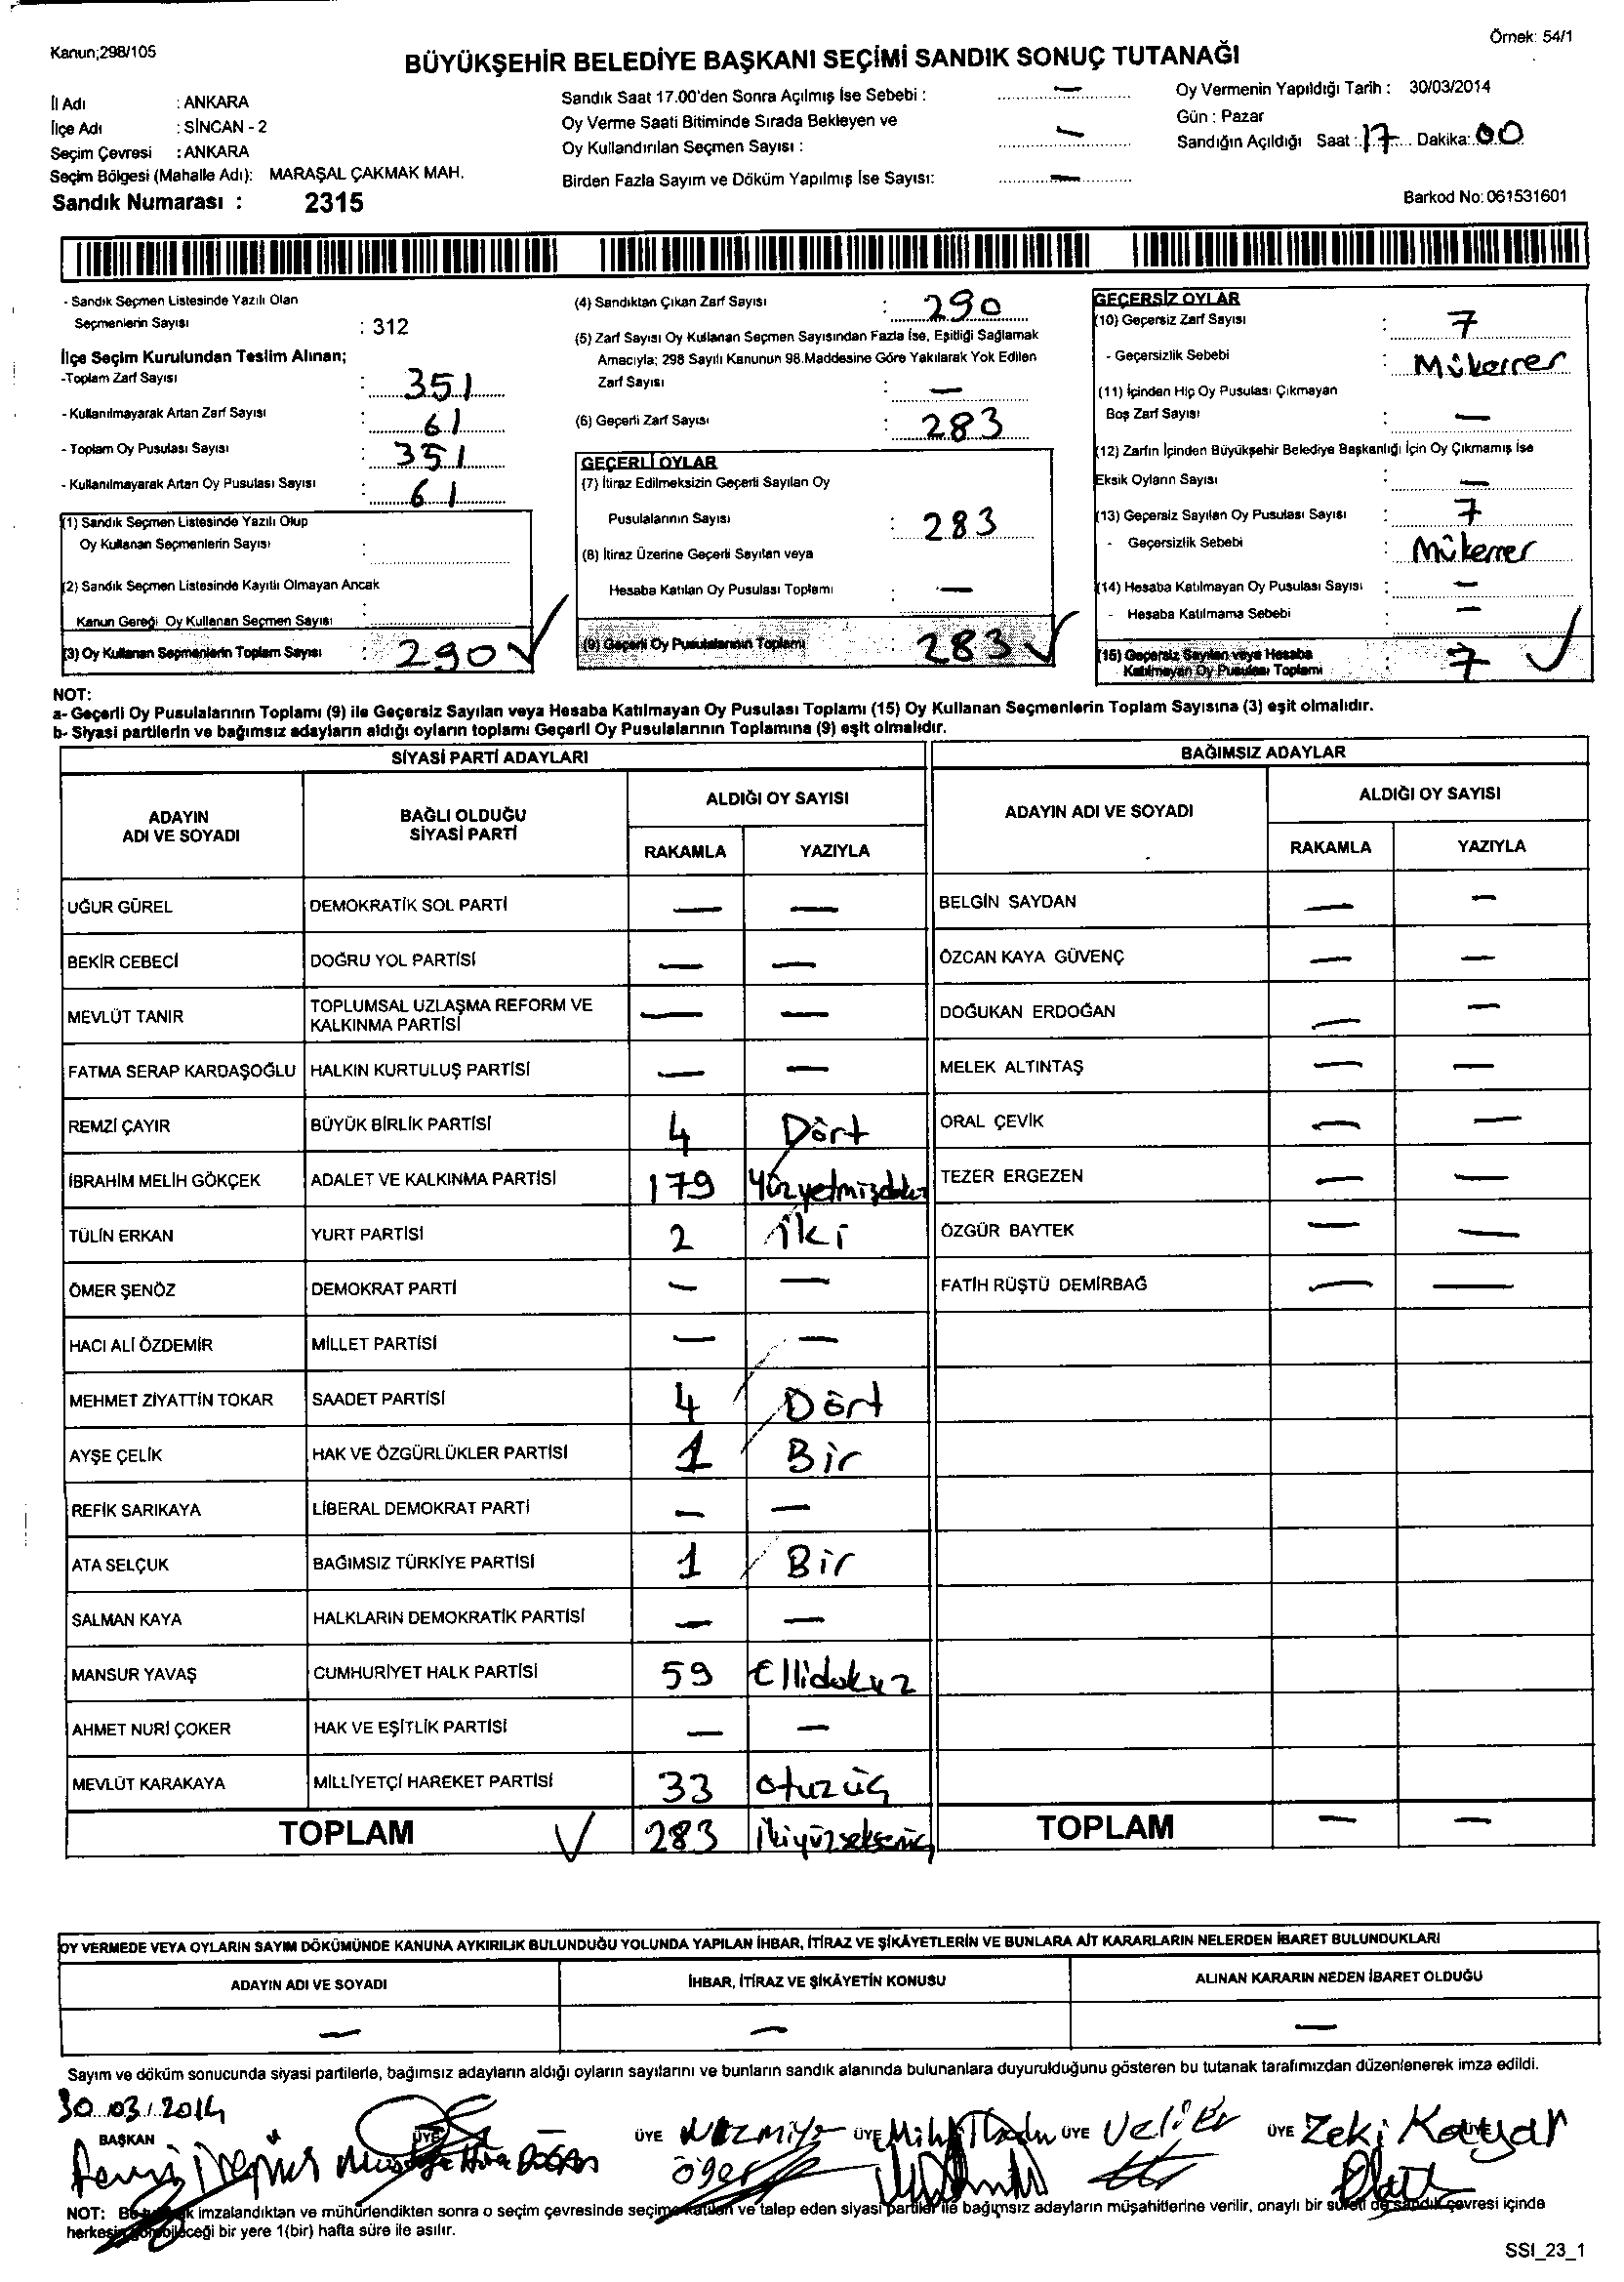 Kanun;298/105
Örnek: 54/1
BÜYÜKŞEHİR BELEDİYE BAŞKANI SEÇİMİ SANDIK SONUÇ TUTANAĞI
İl Adı : ANKARA
İlçe Adı : SİNCAN - 2
Seçim Çevresi : ANKARA
Seçim Bölgesi (Mahalle Adı): MARAŞAL ÇAKMAK MAH.
Sandık Numarası : 2315
Sandık Saat 17.00'den Sonra Açılmış İse Sebebi : —
Oy Verme Saati Bitiminde Sırada Bekleyen ve
Oy Kullandırılan Seçmen Sayısı : —
Birden Fazla Sayım ve Döküm Yapılmış İse Sayısı: —
Oy Vermenin Yapıldığı Tarih : 30/03/2014
Gün : Pazar
Sandığın Açıldığı Saat : 17 Dakika: 00
Barkod No: 061531601
- Sandık Seçmen Listesinde Yazılı Olan
Seçmenlerin Sayısı : 312
İlçe Seçim Kurulundan Teslim Alınan;
-Toplam Zarf Sayısı : 351
- Kullanılmayarak Artan Zarf Sayısı : 61
- Toplam Oy Pusulası Sayısı : 351
- Kullanılmayarak Artan Oy Pusulası Sayısı : 61
(1) Sandık Seçmen Listesinde Yazılı Olup
Oy Kullanan Seçmenlerin Sayısı :
(2) Sandık Seçmen Listesinde Kayıtlı Olmayan Ancak
Kanun Gereği Oy Kullanan Seçmen Sayısı :
(3) Oy Kullanan Seçmenlerin Toplam Sayısı : 290
(4) Sandıktan Çıkan Zarf Sayısı : 290
(5) Zarf Sayısı Oy Kullanan Seçmen Sayısından Fazla İse, Eşitliği Sağlamak
Amacıyla; 298 Sayılı Kanunun 98.Maddesine Göre Yakılarak Yok Edilen
Zarf Sayısı : —
(6) Geçerli Zarf Sayısı : 283
GEÇERLİ OYLAR
(7) İtiraz Edilmeksizin Geçerli Sayılan Oy
Pusulalarının Sayısı : 283
(8) İtiraz Üzerine Geçerli Sayılan veya
Hesaba Katılan Oy Pusulası Toplamı : —
(9) Geçerli Oy Pusulalarının Toplamı : 283
GEÇERSİZ OYLAR
(10) Geçersiz Zarf Sayısı : 7
- Geçersizlik Sebebi : Mükerrer
(11) İçinden Hiç Oy Pusulası Çıkmayan
Boş Zarf Sayısı : —
(12) Zarfın İçinden Büyükşehir Belediye Başkanlığı İçin Oy Çıkmamış İse
Eksik Oyların Sayısı : —
(13) Geçersiz Sayılan Oy Pusulası Sayısı : 7
- Geçersizlik Sebebi : Mükerrer
(14) Hesaba Katılmayan Oy Pusulası Sayısı : —
- Hesaba Katılmama Sebebi : —
(15) Geçersiz Sayılan veya Hesaba
Katılmayan Oy Pusulası Toplamı : 7
NOT:
a- Geçerli Oy Pusulalarının Toplamı (9) ile Geçersiz Sayılan veya Hesaba Katılmayan Oy Pusulası Toplamı (15) Oy Kullanan Seçmenlerin Toplam Sayısına (3) eşit olmalıdır.
b- Siyasi partilerin ve bağımsız adayların aldığı oyların toplamı Geçerli Oy Pusulalarının Toplamına (9) eşit olmalıdır.
SİYASİ PARTİ ADAYLARI
ADAYIN ADI VE SOYADI
BAĞLI OLDUĞU SİYASİ PARTİ
ALDIĞI OY SAYISI
RAKAMLA YAZIYLA
UĞUR GÜREL DEMOKRATİK SOL PARTİ — —
BEKİR CEBECİ DOĞRU YOL PARTİSİ — —
MEVLÜT TANIR TOPLUMSAL UZLAŞMA REFORM VE KALKINMA PARTİSİ — —
FATMA SERAP KARDAŞOĞLU HALKIN KURTULUŞ PARTİSİ — —
REMZİ ÇAYIR BÜYÜK BİRLİK PARTİSİ 4 Dört
İBRAHİM MELİH GÖKÇEK ADALET VE KALKINMA PARTİSİ 179 Yüzyetmişdokuz
TÜLİN ERKAN YURT PARTİSİ 2 İki
ÖMER ŞENÖZ DEMOKRAT PARTİ — —
HACI ALİ ÖZDEMİR MİLLET PARTİSİ — —
MEHMET ZİYATTİN TOKAR SAADET PARTİSİ 4 Dört
AYŞE ÇELİK HAK VE ÖZGÜRLÜKLER PARTİSİ 1 Bir
REFİK SARIKAYA LİBERAL DEMOKRAT PARTİ — —
ATA SELÇUK BAĞIMSIZ TÜRKİYE PARTİSİ 1 Bir
SALMAN KAYA HALKLARIN DEMOKRATİK PARTİSİ — —
MANSUR YAVAŞ CUMHURİYET HALK PARTİSİ 59 Ellidokuz
AHMET NURİ ÇOKER HAK VE EŞİTLİK PARTİSİ — —
MEVLÜT KARAKAYA MİLLİYETÇİ HAREKET PARTİSİ 33 otuzüç
TOPLAM 283 İkiyüzseksenüç
BAĞIMSIZ ADAYLAR
ADAYIN ADI VE SOYADI
ALDIĞI OY SAYISI
RAKAMLA YAZIYLA
BELGİN SAYDAN — —
ÖZCAN KAYA GÜVENÇ — —
DOĞUKAN ERDOĞAN — —
MELEK ALTINTAŞ — —
ORAL ÇEVİK — —
TEZER ERGEZEN — —
ÖZGÜR BAYTEK — —
FATİH RÜŞTÜ DEMİRBAĞ — —
TOPLAM — —
OY VERMEDE VEYA OYLARIN SAYIM DÖKÜMÜNDE KANUNA AYKIRILIK BULUNDUĞU YOLUNDA YAPILAN İHBAR, İTİRAZ VE ŞİKÂYETLERİN VE BUNLARA AİT KARARLARIN NELERDEN İBARET BULUNDUKLARI
ADAYIN ADI VE SOYADI İHBAR, İTİRAZ VE ŞİKÂYETİN KONUSU ALINAN KARARIN NEDEN İBARET OLDUĞU
— — —
Sayım ve döküm sonucunda siyasi partilerle, bağımsız adayların aldığı oyların sayılarını ve bunların sandık alanında bulunanlara duyurulduğunu gösteren bu tutanak tarafımızdan düzenlenerek imza edildi.
30.03.2014
BAŞKAN ÜYE ÜYE Nazmiye ÜYE ÜYE ÜYE Zeki Kayar
NOT: imzalandıktan ve mühürlendikten sonra o seçim çevresinde seçime katılan ve talep eden siyasi partiler ile bağımsız adayların müşahitlerine verilir, onaylı bir sureti de sandık çevresi içinde
herkesin görebileceği bir yere 1(bir) hafta süre ile asılır.
SSI_23_1